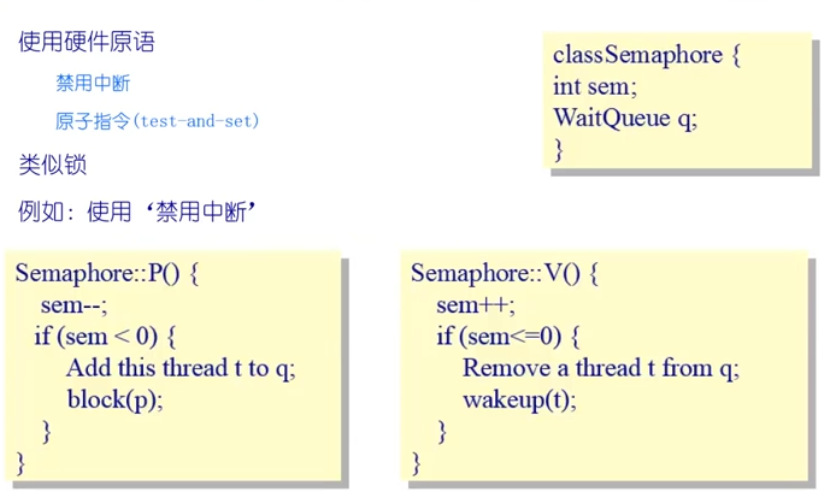 使用硬件原语
禁用中断
原子指令(test-and-set)
类似锁
例如：使用‘禁用中断’
classSemaphore {
int sem;
WaitQueue q;
}
Semaphore::P() {
sem--;
if (sem < 0) {
Add this thread t to q;
block(p);
}
}
Semaphore::V() {
sem++;
if (sem<=0) {
Remove a thread t from q;
wakeup(t);
}
}